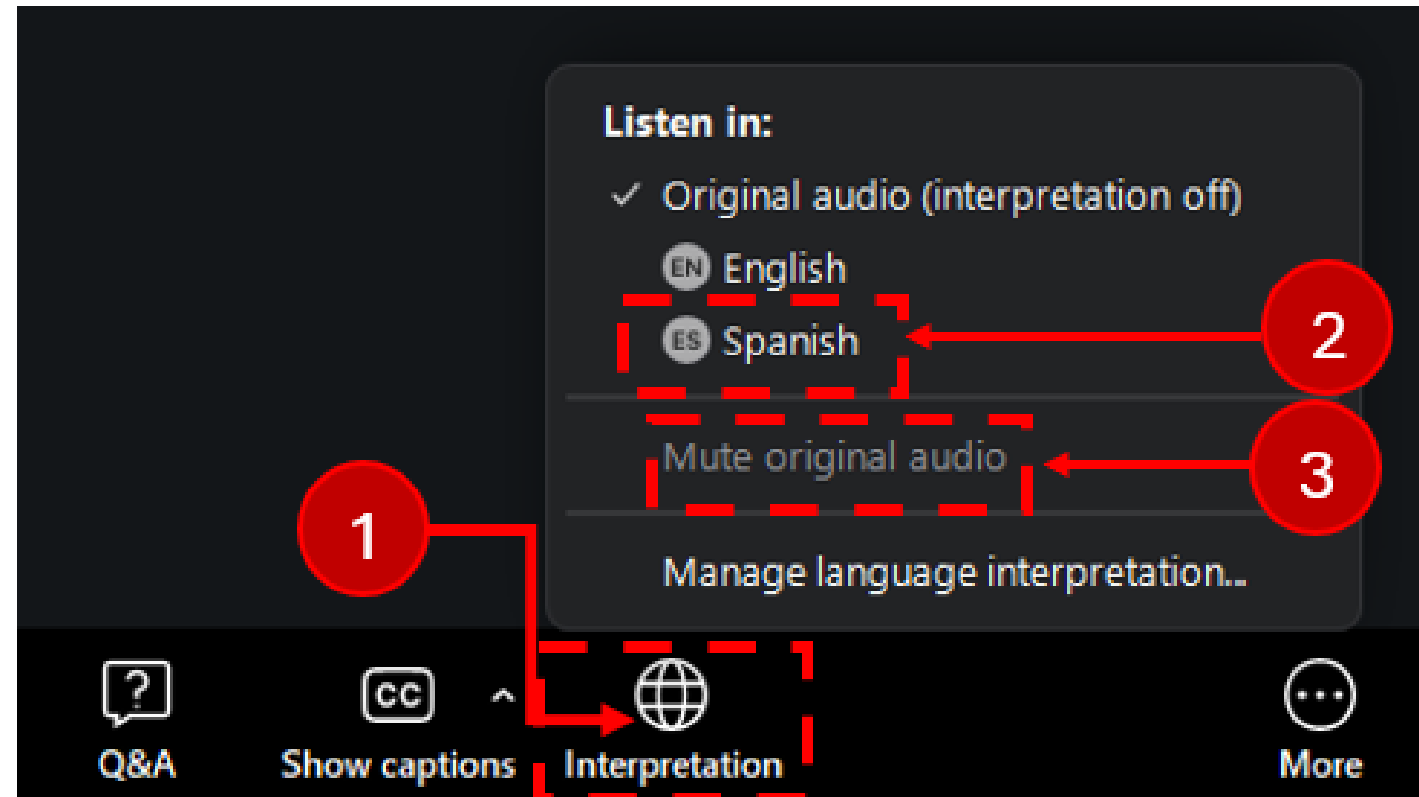 Listen in:
✓ Original audio (interpretation off)
EN English
ES Spanish
2
Mute original audio
3
1
Manage language interpretation...
?
Q&A
CC
Show captions
Interpretation
More